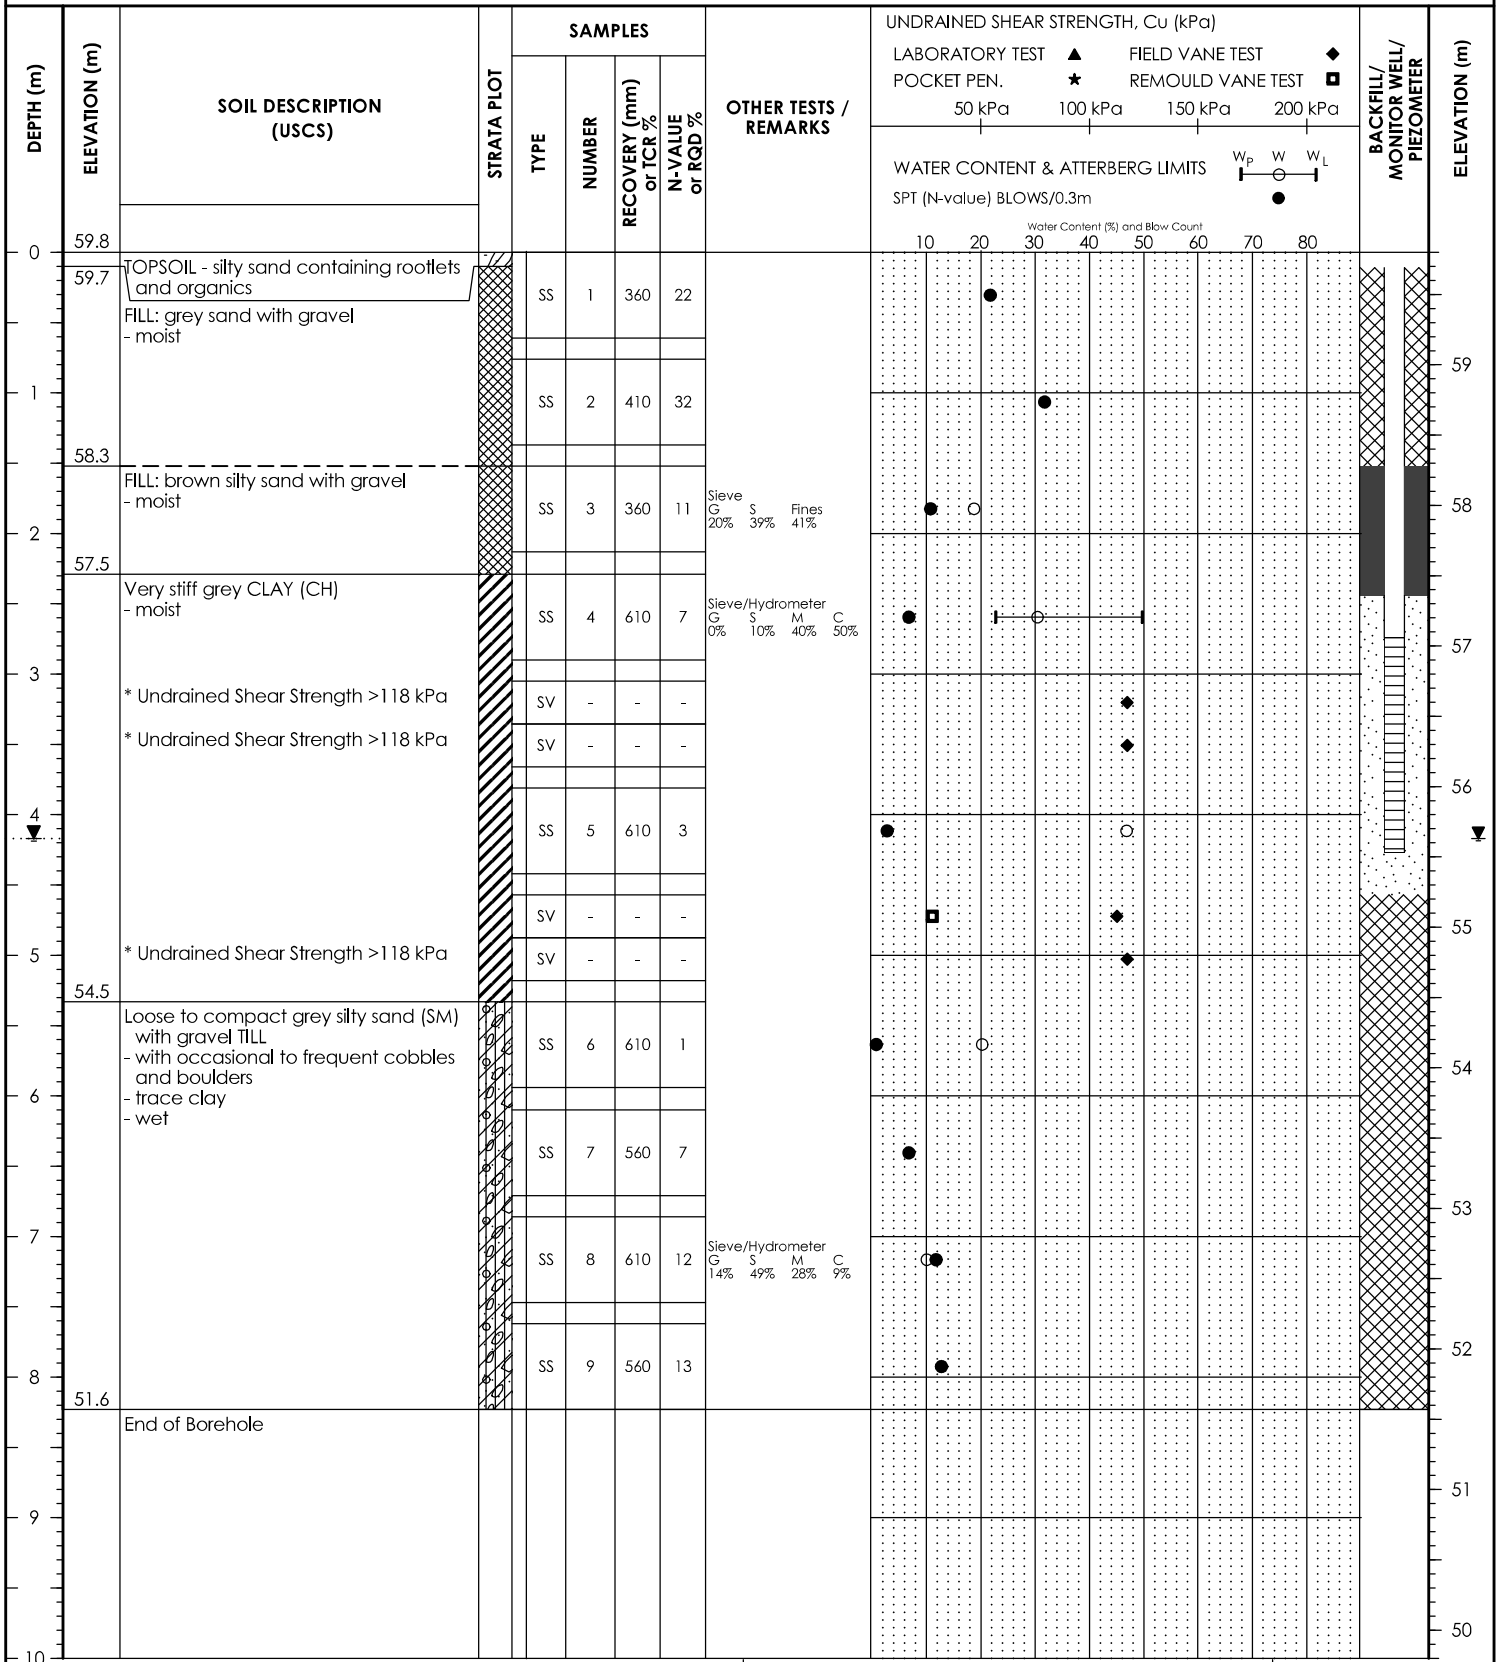 DEPTH (m)
ELEVATION (m)
SOIL DESCRIPTION
(USCS)
STRATA PLOT
SAMPLES
TYPE
NUMBER
RECOVERY (mm)
or TCR %
N-VALUE
or RQD %
OTHER TESTS /
REMARKS
UNDRAINED SHEAR STRENGTH, Cu (kPa)
LABORATORY TEST ▲ FIELD VANE TEST ◆
POCKET PEN. ★ REMOULD VANE TEST
50 kPa 100 kPa 150 kPa 200 kPa
WATER CONTENT & ATTERBERG LIMITS WP W WL
SPT (N-value) BLOWS/0.3m ●
Water Content (%) and Blow Count
10 20 30 40 50 60 70 80
BACKFILL/
MONITOR WELL/
PIEZOMETER
ELEVATION (m)
0 59.8
59.7 TOPSOIL - silty sand containing rootlets
and organics
SS 1 360 22
FILL: grey sand with gravel
- moist
59
1
SS 2 410 32
58.3
FILL: brown silty sand with gravel
- moist
SS 3 360 11
Sieve
G S Fines
20% 39% 41%
58
2
57.5
Very stiff grey CLAY (CH)
- moist
SS 4 610 7
Sieve/Hydrometer
G S M C
0% 10% 40% 50%
57
3
* Undrained Shear Strength >118 kPa
SV - - -
* Undrained Shear Strength >118 kPa
SV - - -
56
4
SS 5 610 3
SV - - -
55
5
* Undrained Shear Strength >118 kPa
SV - - -
54.5
Loose to compact grey silty sand (SM)
with gravel TILL
- with occasional to frequent cobbles
and boulders
- trace clay
- wet
SS 6 610 1
54
6
SS 7 560 7
53
7
SS 8 610 12
Sieve/Hydrometer
G S M C
14% 49% 28% 9%
52
SS 9 560 13
8
51.6
End of Borehole
51
9
50
10